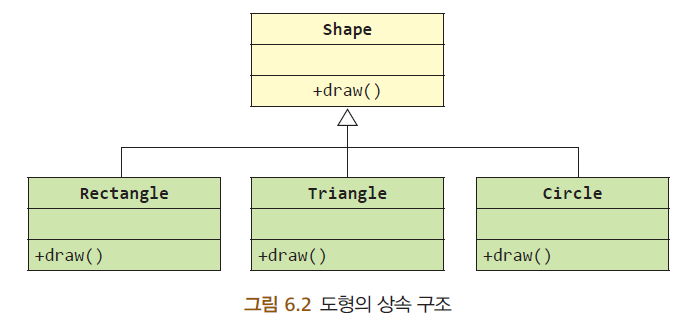 Shape
+draw()
Rectangle
Triangle
Circle
+draw()
+draw()
+draw()
그림 6.2 도형의 상속 구조